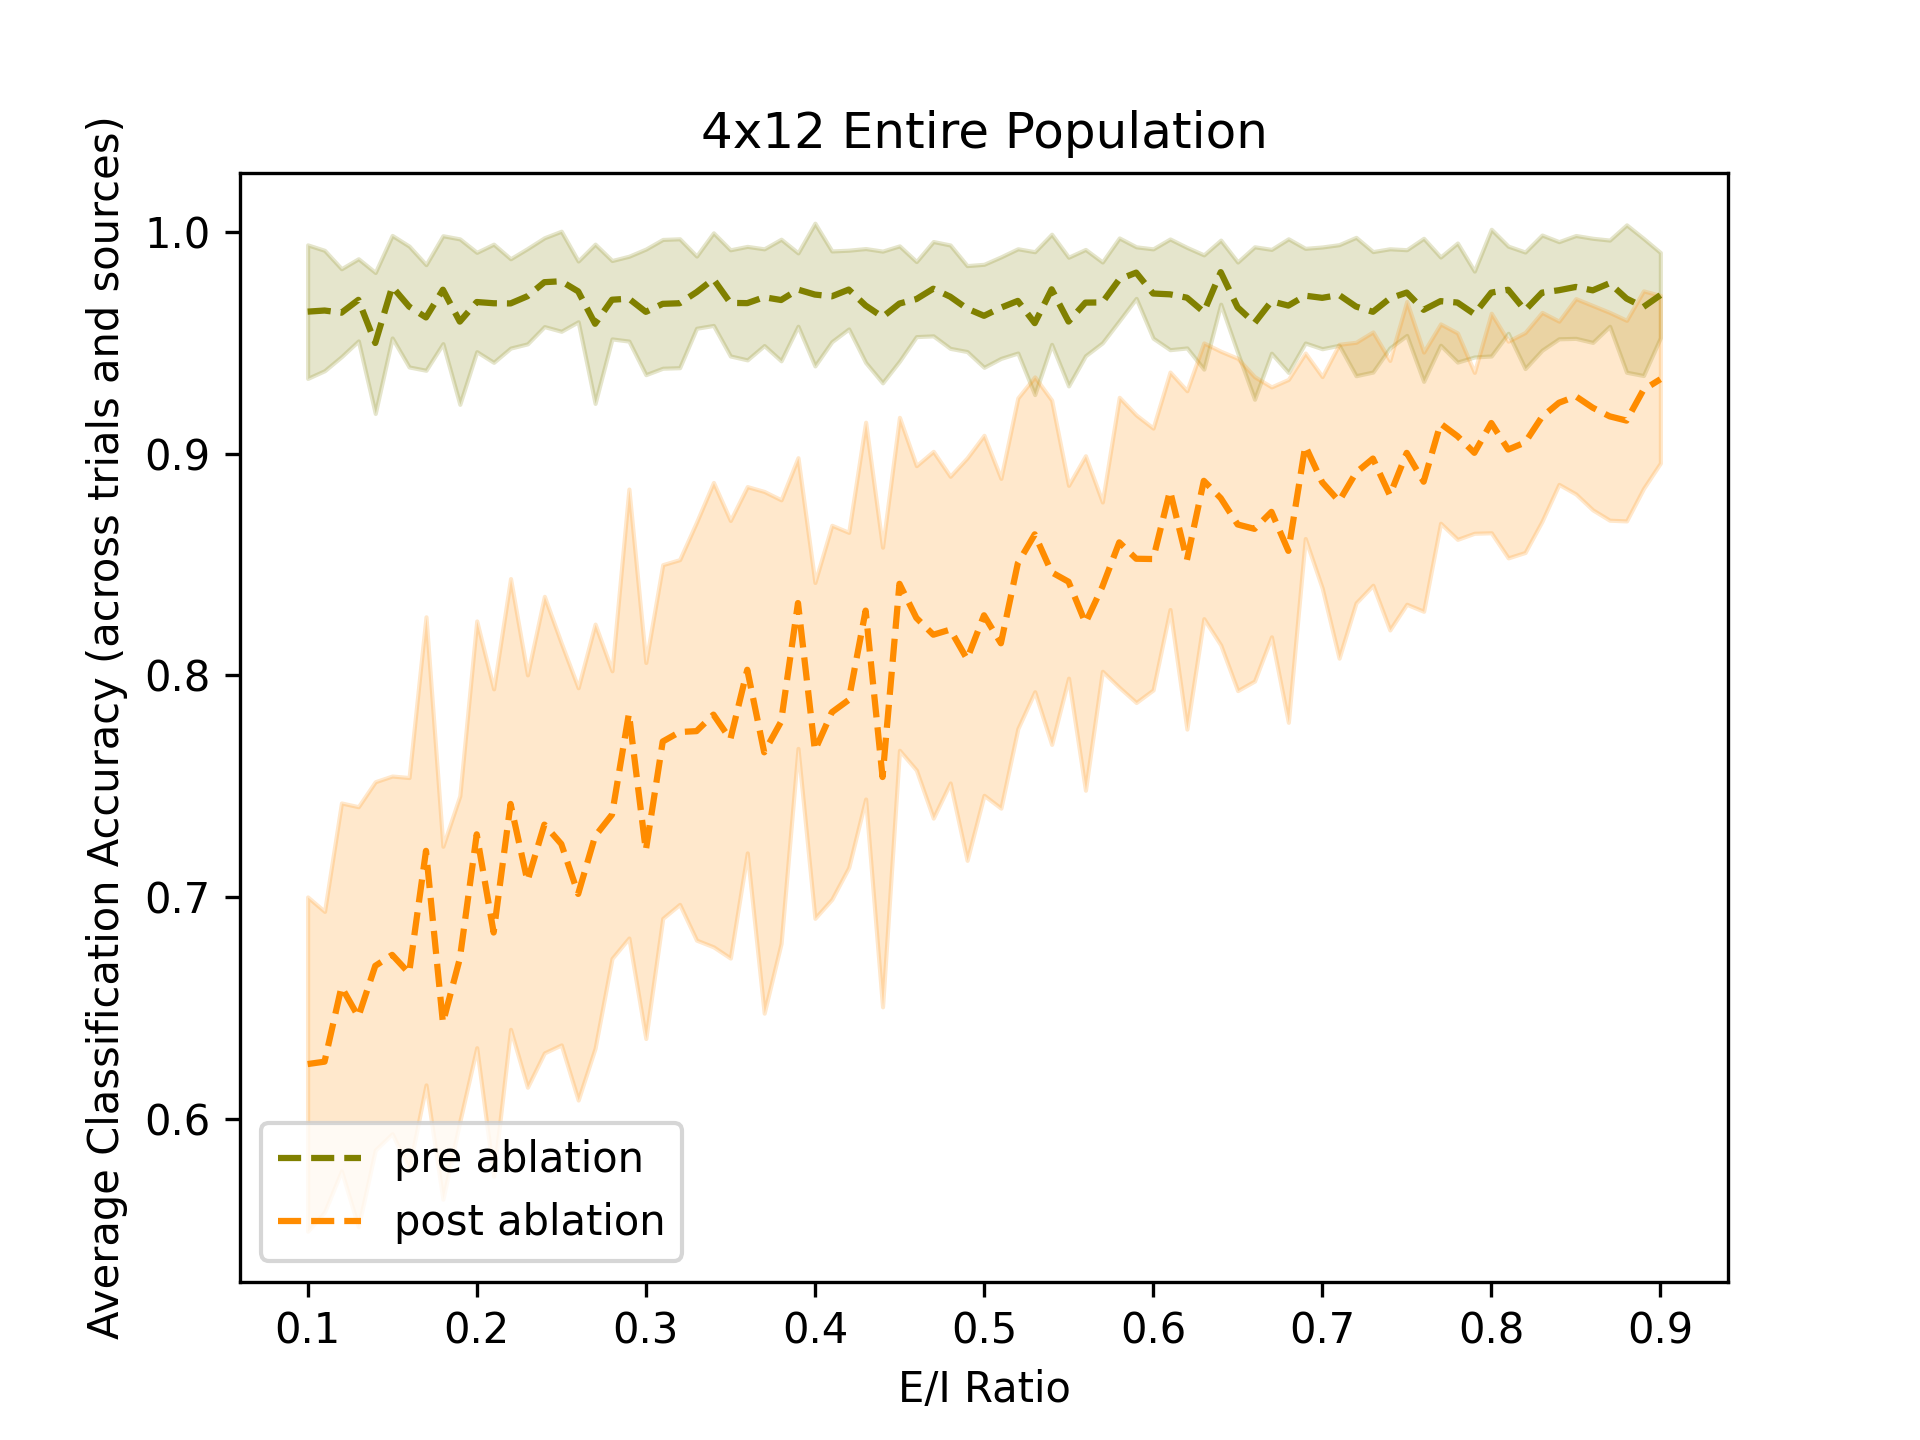 4x12 Entire Population
Average Classification Accuracy (across trials and sources)
1.0
0.9
0.8
0.7
0.6
pre ablation
post ablation
0.1 0.2 0.3 0.4 0.5 0.6 0.7 0.8 0.9
E/I Ratio